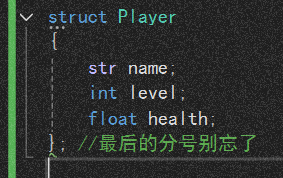 struct Player
{
str name;
int level;
float health;
}; //最后的分号别忘了